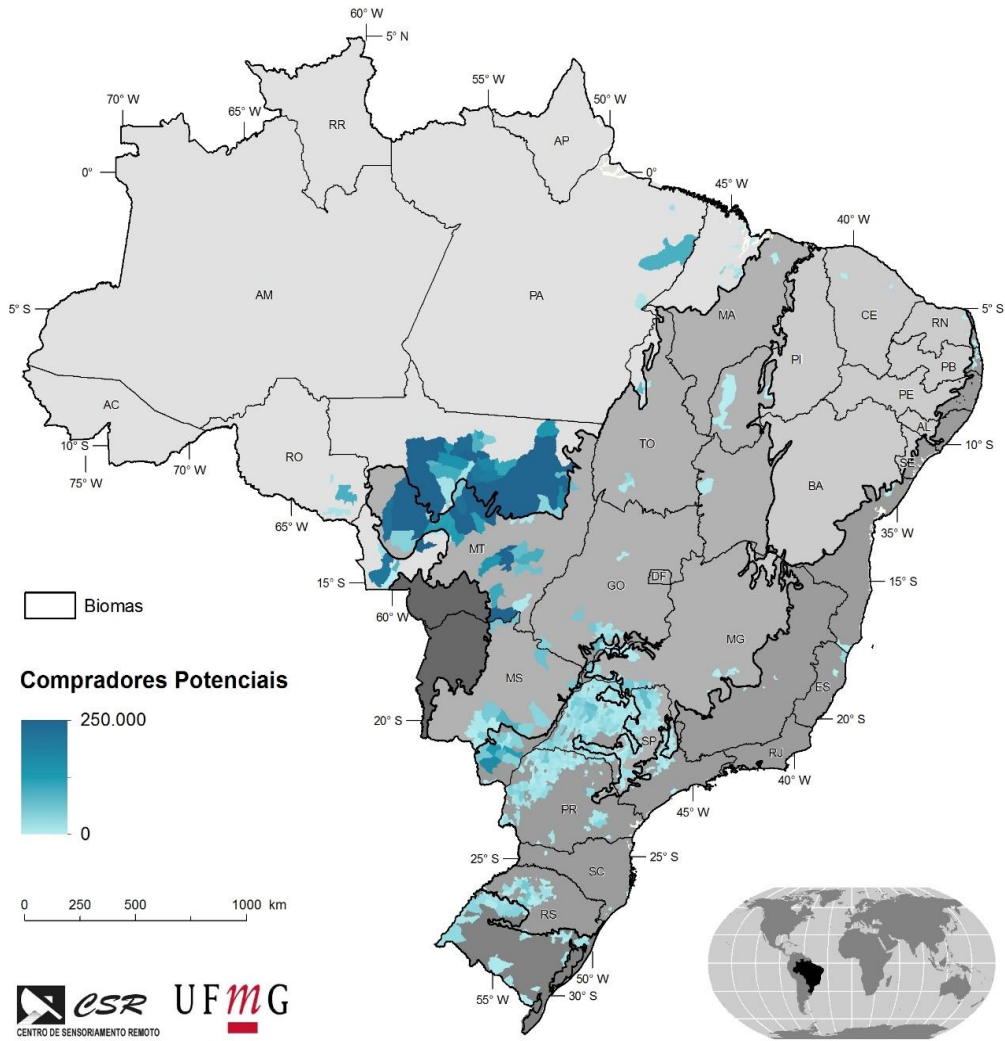 60° W
5° N
55° W
70° W
50° W
65° W
RR
AP
0°
0°
45° W
40° W
AM
PA
5° S
5° S
MA
CE
RN
PI
PB
PE
AC
AL
TO
10° S
10° S
SE
RO
BA
75° W
70° W
35° W
65° W
MT
15° S
DF
15° S
GO
60° W
Biomas
MG
Compradores Potenciais
MS
ES
250.000
20° S
20° S
SP
RJ
40° W
45° W
PR
0
25° S
25° S
SC
0 250 500 1000 km
RS
50° W
55° W
30° S
CSR
UFmG
CENTRO DE SENSORIAMENTO REMOTO